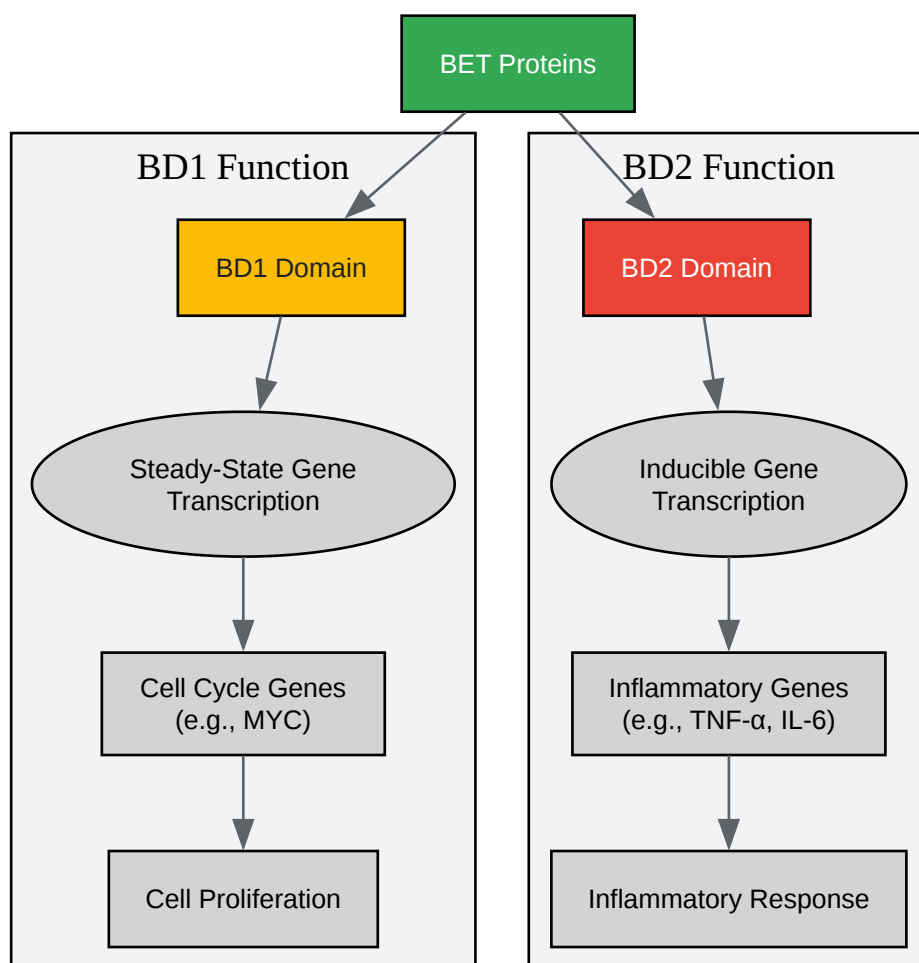 BET Proteins
BD1 Function
BD1 Domain
Steady-State Gene
Transcription
Cell Cycle Genes
(e.g., MYC)
Cell Proliferation
BD2 Function
BD2 Domain
Inducible Gene
Transcription
Inflammatory Genes
(e.g., TNF-α, IL-6)
Inflammatory Response